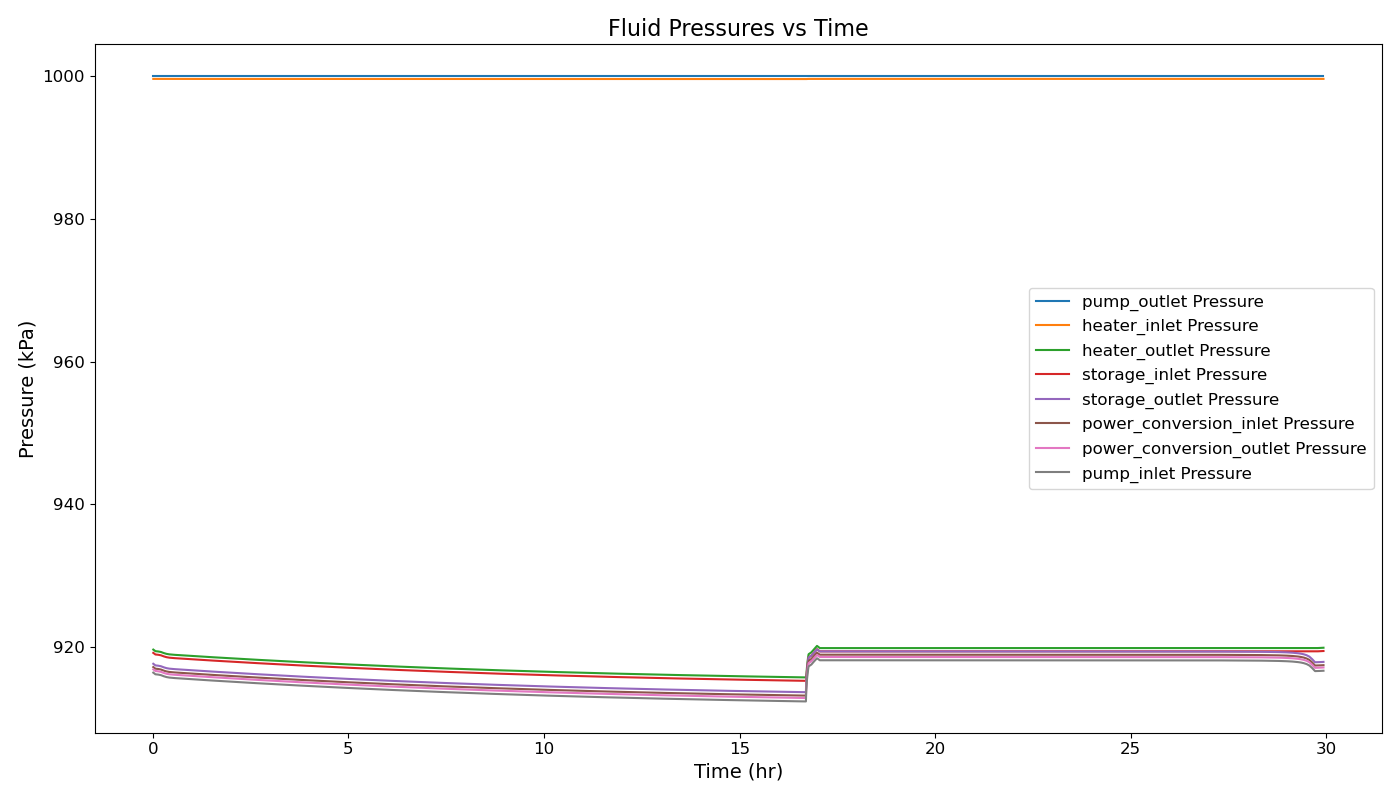 Fluid Pressures vs Time
Pressure (kPa)
1000
980
960
940
920
pump_outlet Pressure
heater_inlet Pressure
heater_outlet Pressure
storage_inlet Pressure
storage_outlet Pressure
power_conversion_inlet Pressure
power_conversion_outlet Pressure
pump_inlet Pressure
0 5 10 15 20 25 30
Time (hr)